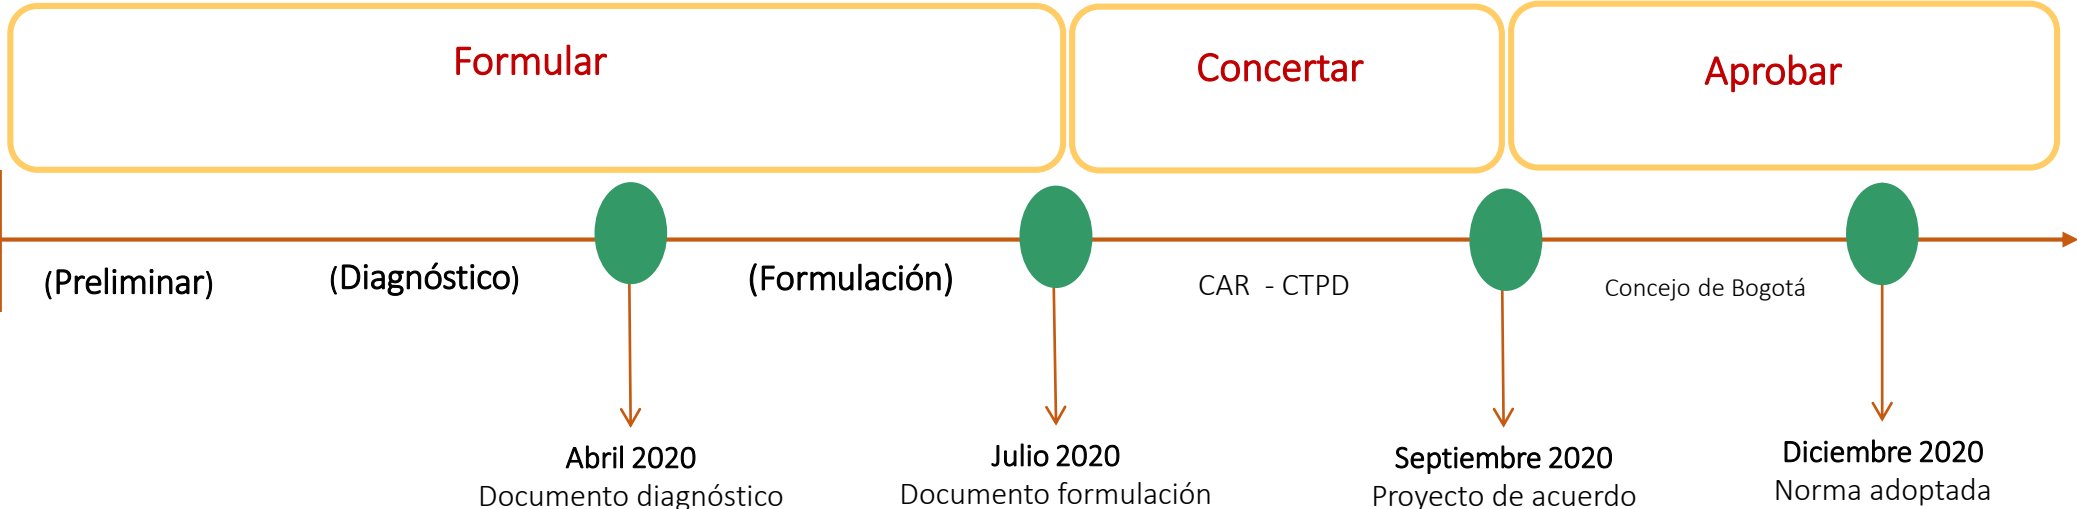 Formular
Concertar
Aprobar
(Preliminar)
(Diagnóstico)
(Formulación)
CAR - CTPD
Concejo de Bogotá
Abril 2020
Documento diagnóstico
Julio 2020
Documento formulación
Septiembre 2020
Proyecto de acuerdo
Diciembre 2020
Norma adoptada